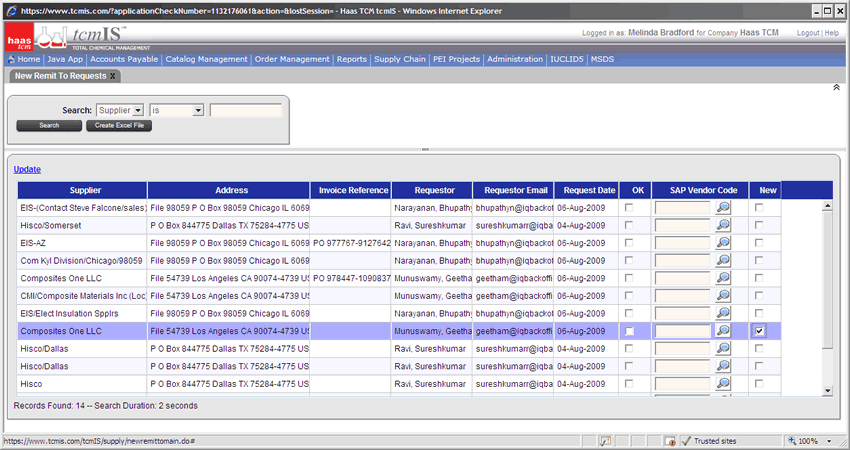 https://www.tcmis.com/?applicationCheckNumber=1132176061&action=&lostSession= - Haas TCM tcmIS - Windows Internet Explorer
haas tcm tcmIS™ TOTAL CHEMICAL MANAGEMENT
Logged in as: Melinda Bradford for Company Haas TCM Logout | Help
Home Java App Accounts Payable Catalog Management Order Management Reports Supply Chain PEI Projects Administration IUCLID5 MSDS
New Remit To Requests X
Search: Supplier is
Search Create Excel File
Update
Supplier Address Invoice Reference Requestor Requestor Email Request Date OK SAP Vendor Code New
EIS-(Contact Steve Falcone/sales) File 98059 P O Box 98059 Chicago IL 6069 Narayanan, Bhupathy bhupathyn@iqbackof 06-Aug-2009
Hisco/Somerset P O Box 844775 Dallas TX 75284-4775 US Ravi, Sureshkumar sureshkumarr@iqba 04-Aug-2009
EIS-AZ File 98059 P O Box 98059 Chicago IL 6069 PO 977767-9127642 Narayanan, Bhupathy bhupathyn@iqbackof 06-Aug-2009
Com Kyl Division/Chicago/98059 File 98059 P O Box 98059 Chicago IL 6069 Narayanan, Bhupathy bhupathyn@iqbackof 06-Aug-2009
Composites One LLC File 54739 Los Angeles CA 90074-4739 US PO 978447-1090837 Munuswamy, Geetha geetham@iqbackoffi 06-Aug-2009
CMI/Composite Materials Inc (Loc File 54739 Los Angeles CA 90074-4739 US Munuswamy, Geetha geetham@iqbackoffi 06-Aug-2009
EIS/Elect Insulation Spplrs File 98059 P O Box 98059 Chicago IL 6069 Narayanan, Bhupathy bhupathyn@iqbackof 06-Aug-2009
Composites One LLC File 54739 Los Angeles CA 90074-4739 US Munuswamy, Geetha geetham@iqbackoffi 06-Aug-2009
Hisco/Dallas P O Box 844775 Dallas TX 75284-4775 US Ravi, Sureshkumar sureshkumarr@iqba 04-Aug-2009
Hisco/Dallas P O Box 844775 Dallas TX 75284-4775 US Ravi, Sureshkumar sureshkumarr@iqba 04-Aug-2009
Hisco P O Box 844775 Dallas TX 75284-4775 US Ravi, Sureshkumar sureshkumarr@iqba 04-Aug-2009
Records Found: 14 -- Search Duration: 2 seconds
https://www.tcmis.com/tcmIS/supply/newremittomain.do# Trusted sites 100%